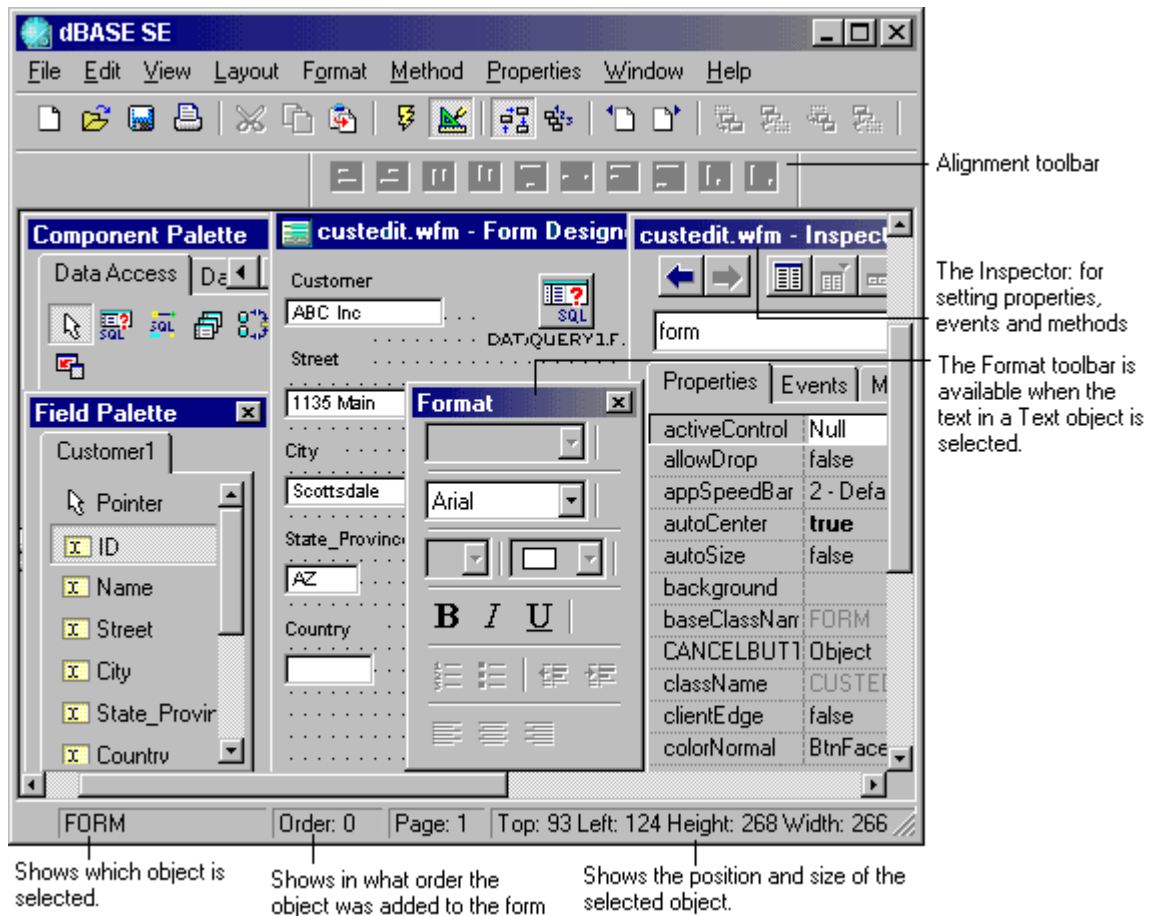 dBASE SE
File Edit View Layout Format Method Properties Window Help
Alignment toolbar
Component Palette
Data Access
SQL
SQL
Field Palette
Customer1
Pointer
ID
Name
Street
City
State_Provin
Country
custedit.wfm - Form Design
Customer
ABC Inc
SQL
DATAQUERY1.F.
Street
1135 Main
City
Scottsdale
State_Province
AZ
Country
Format
Arial
B I U
custedit.wfm - Inspect
form
Properties Events M
activeControl Null
allowDrop false
appSpeedBar 2 - Defa
autoCenter true
autoSize false
background
baseClassNam FORM
CANCELBUTT Object
className CUSTED
clientEdge false
colorNormal BtnFace
The Inspector: for
setting properties,
events and methods
The Format toolbar is
available when the
text in a Text object is
selected.
FORM Order: 0 Page: 1 Top: 93 Left: 124 Height: 268 Width: 266
Shows which object is
selected.
Shows in what order the
object was added to the form
Shows the position and size of the
selected object.